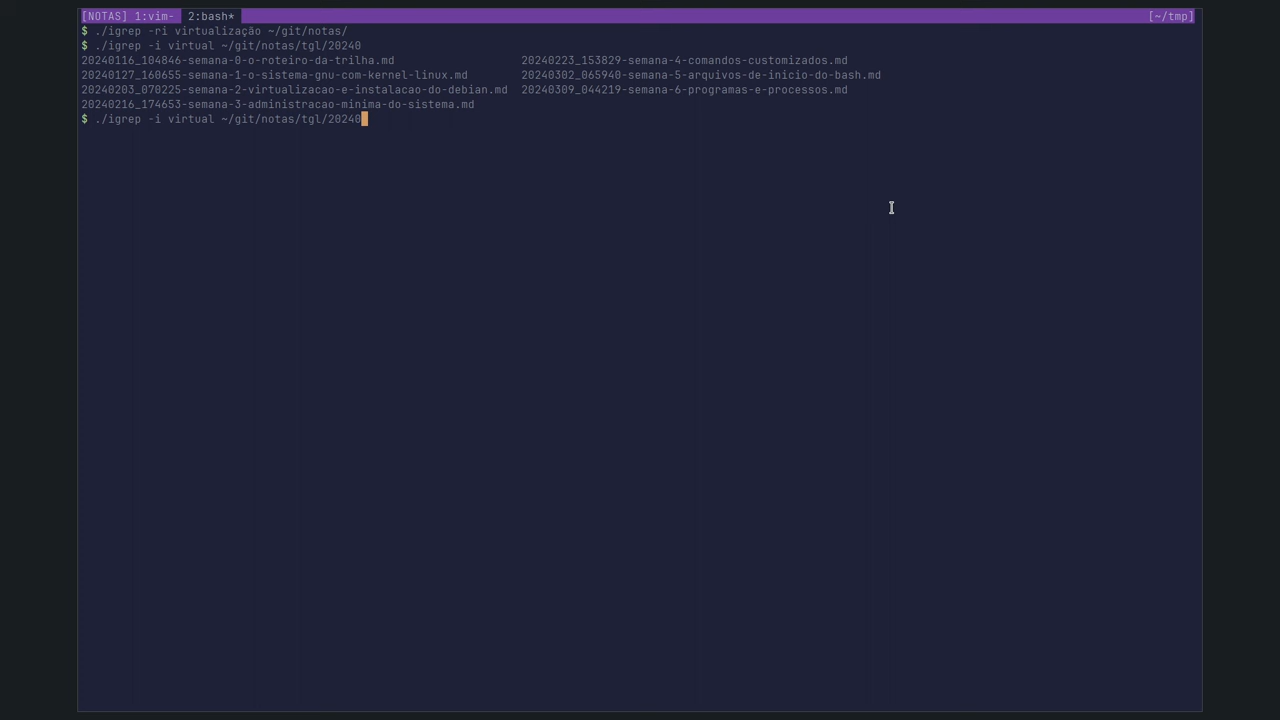 [NOTAS] 1:vim- 2:bash* [~/tmp]
$ ./igrep -ri virtualização ~/git/notas/
$ ./igrep -i virtual ~/git/notas/tgl/20240
20240116_104846-semana-0-o-roteiro-da-trilha.md 20240223_153829-semana-4-comandos-customizados.md
20240127_160655-semana-1-o-sistema-gnu-com-kernel-linux.md 20240302_065940-semana-5-arquivos-de-inicio-do-bash.md
20240203_070225-semana-2-virtualizacao-e-instalacao-do-debian.md 20240309_044219-semana-6-programas-e-processos.md
20240216_174653-semana-3-administracao-minima-do-sistema.md
$ ./igrep -i virtual ~/git/notas/tgl/20240